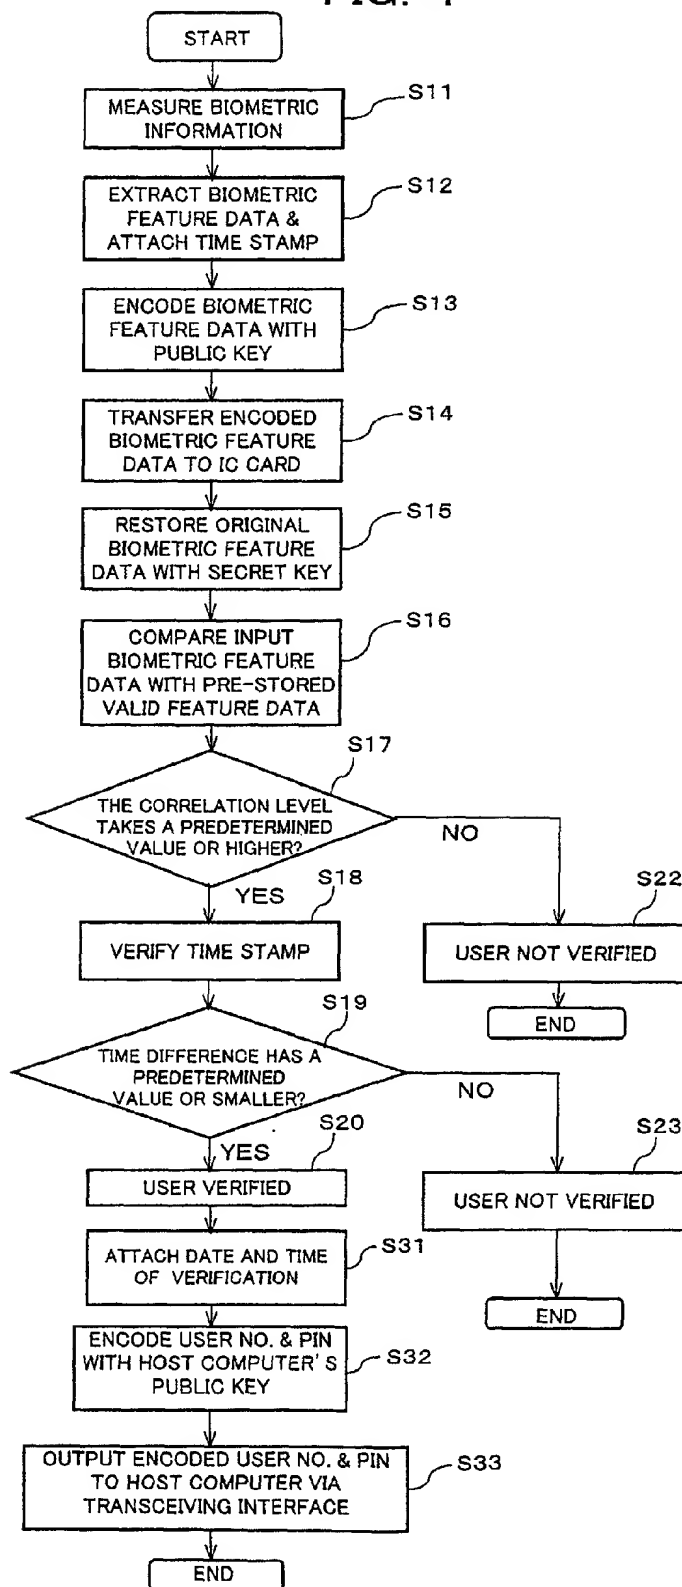 START
S11
MEASURE BIOMETRIC
INFORMATION
S12
EXTRACT BIOMETRIC
FEATURE DATA &
ATTACH TIME STAMP
S13
ENCODE BIOMETRIC
FEATURE DATA WITH
PUBLIC KEY
S14
TRANSFER ENCODED
BIOMETRIC FEATURE
DATA TO IC CARD
S15
RESTORE ORIGINAL
BIOMETRIC FEATURE
DATA WITH SECRET KEY
S16
COMPARE INPUT
BIOMETRIC FEATURE
DATA WITH PRE-STORED
VALID FEATURE DATA
S17
THE CORRELATION LEVEL
TAKES A PREDETERMINED
VALUE OR HIGHER?
NO
YES
S18
VERIFY TIME STAMP
S22
USER NOT VERIFIED
END
S19
TIME DIFFERENCE HAS A
PREDETERMINED
VALUE OR SMALLER?
NO
YES
S20
USER VERIFIED
S23
USER NOT VERIFIED
END
S31
ATTACH DATE AND TIME
OF VERIFICATION
S32
ENCODE USER NO. & PIN
WITH HOST COMPUTER'S
PUBLIC KEY
S33
OUTPUT ENCODED USER NO. & PIN
TO HOST COMPUTER VIA
TRANSCEIVING INTERFACE
END